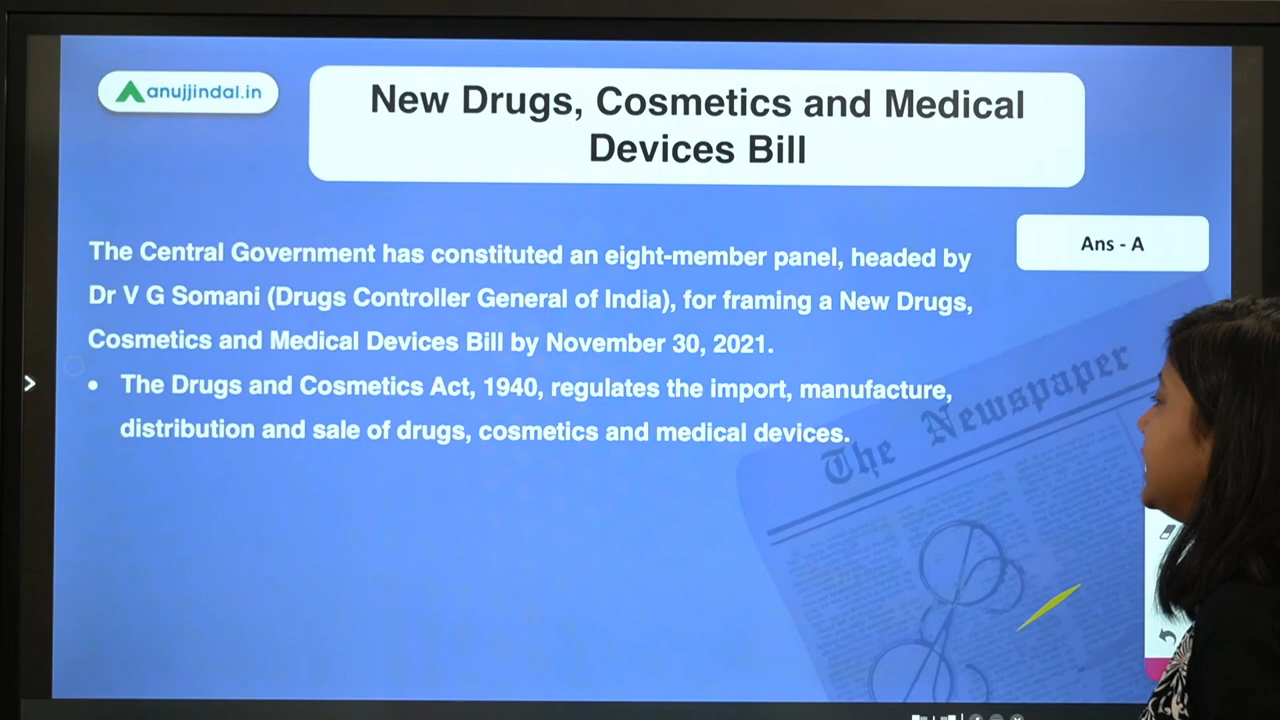 anujjindal.in
New Drugs, Cosmetics and Medical
Devices Bill
Ans - A
The Central Government has constituted an eight-member panel, headed by
Dr V G Somani (Drugs Controller General of India), for framing a New Drugs,
Cosmetics and Medical Devices Bill by November 30, 2021.
• The Drugs and Cosmetics Act, 1940, regulates the import, manufacture,
distribution and sale of drugs, cosmetics and medical devices.
The Newspaper